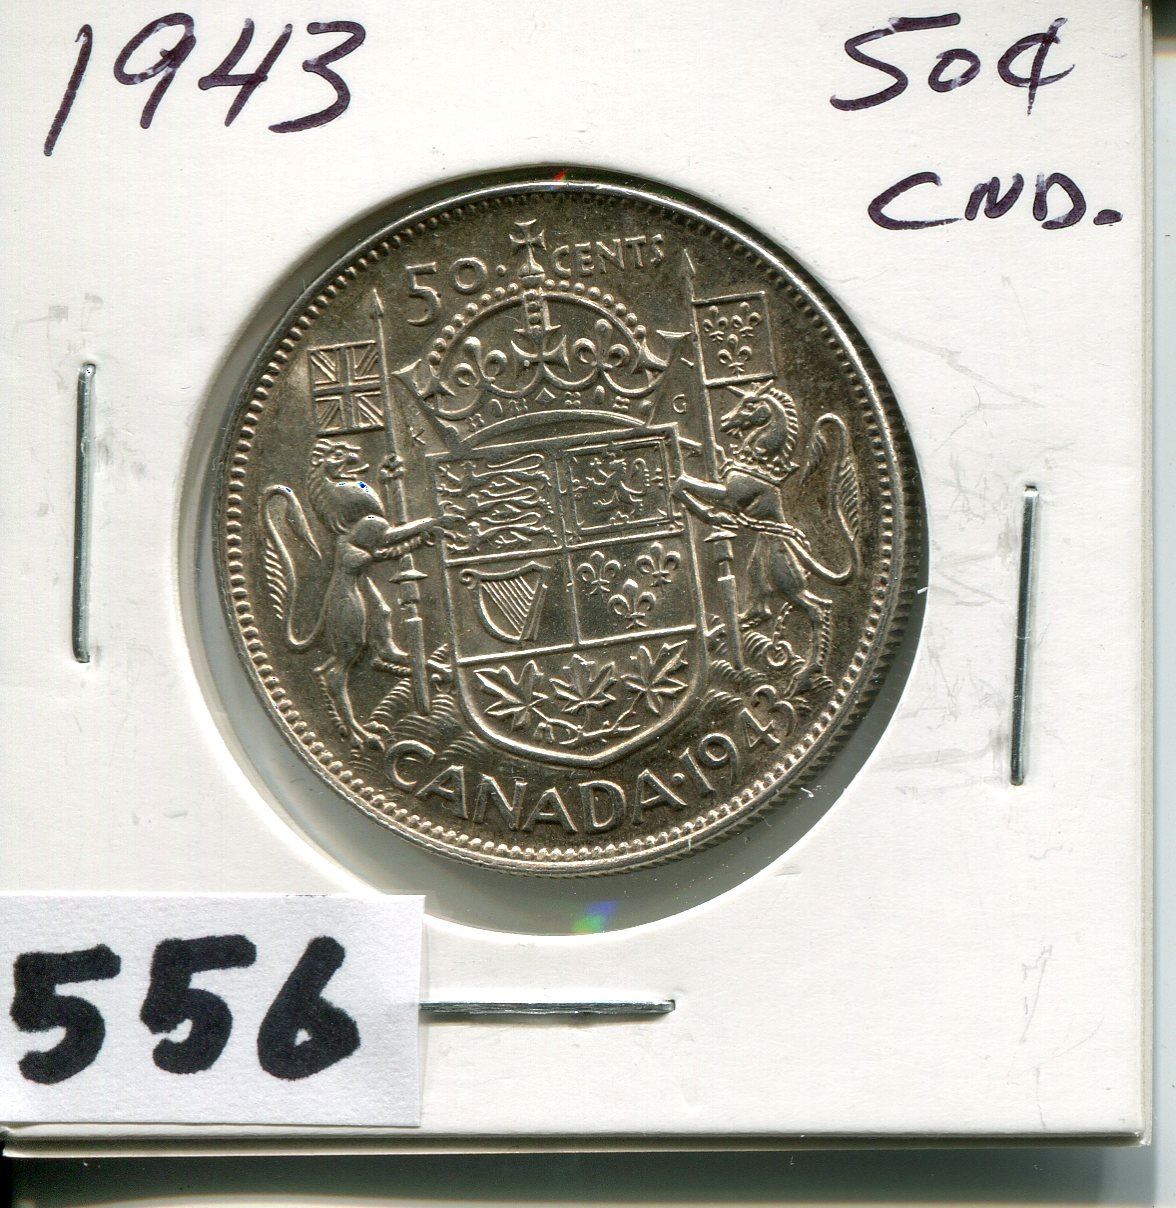 1943
50¢
CND.
50 · CENTS
K G
CANADA · 1943
556